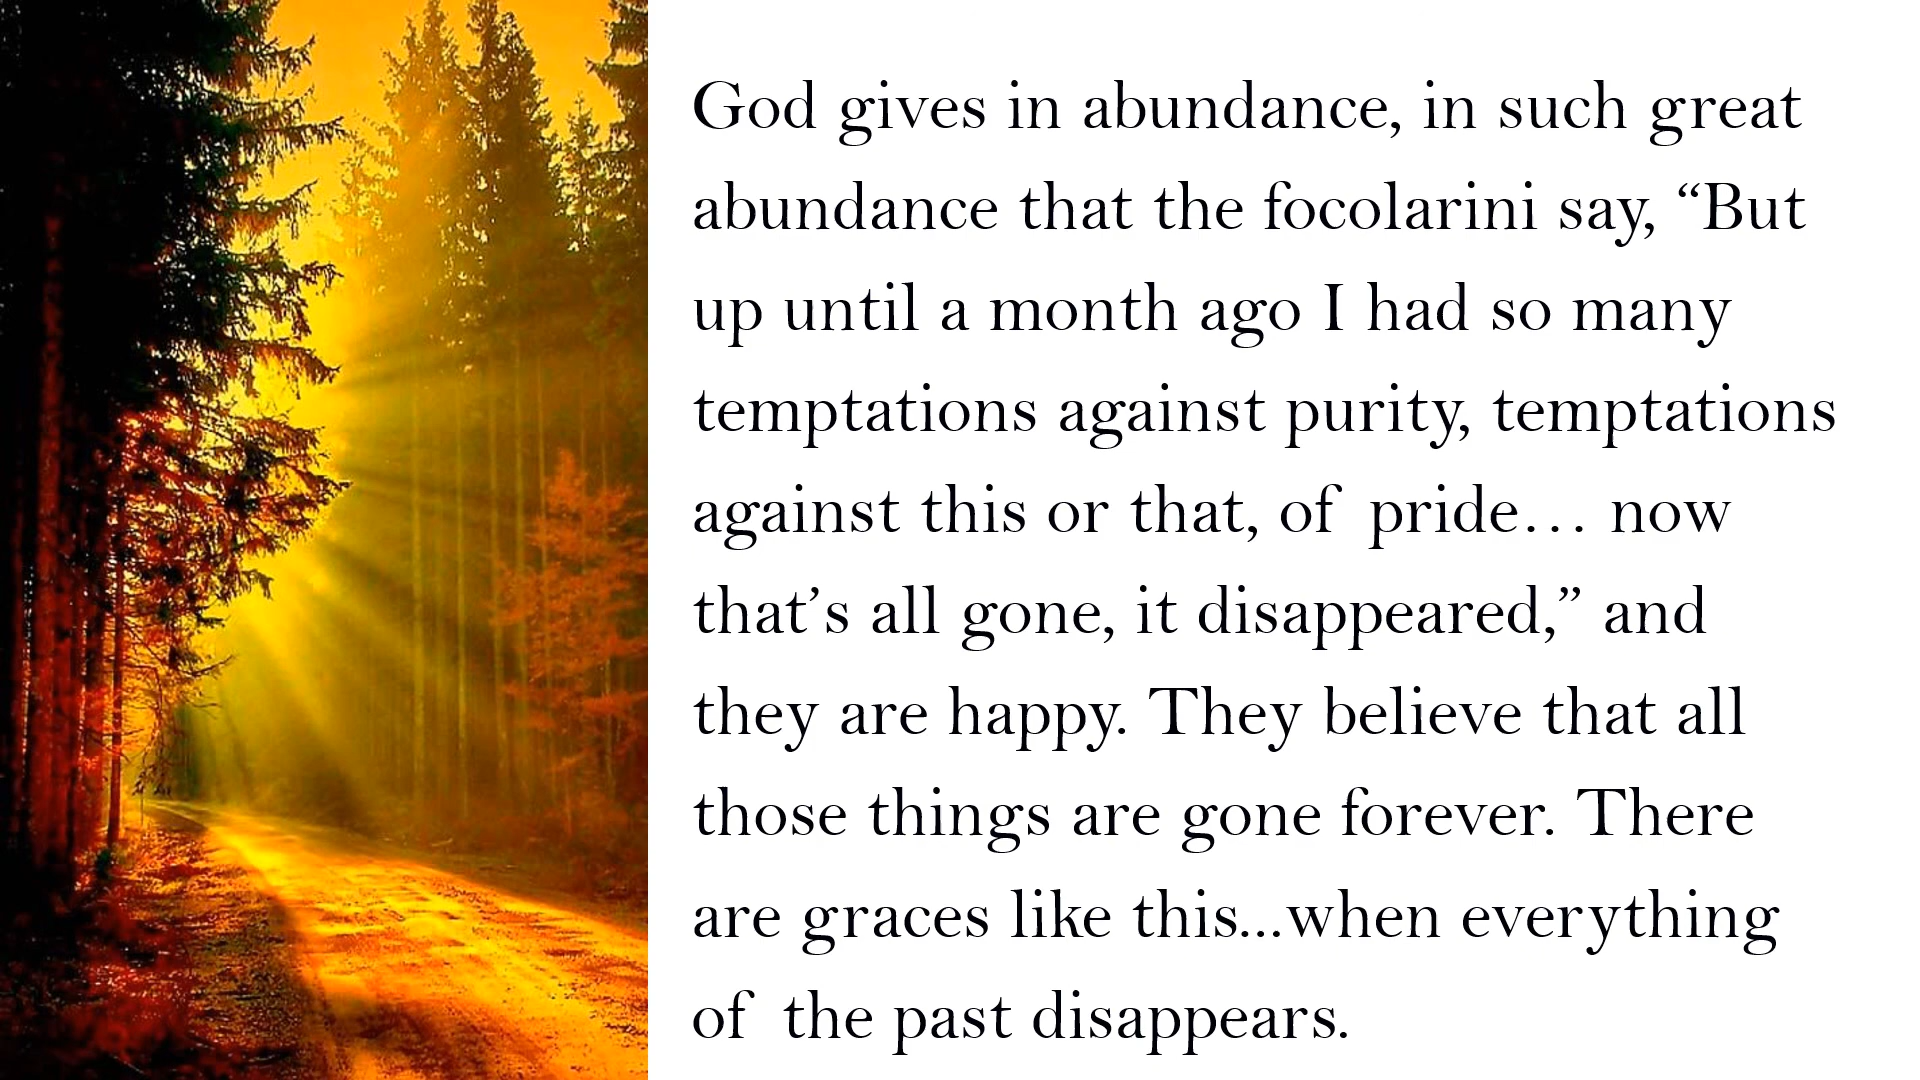 God gives in abundance, in such great
abundance that the focolarini say, “But
up until a month ago I had so many
temptations against purity, temptations
against this or that, of pride… now
that’s all gone, it disappeared,” and
they are happy. They believe that all
those things are gone forever. There
are graces like this...when everything
of the past disappears.